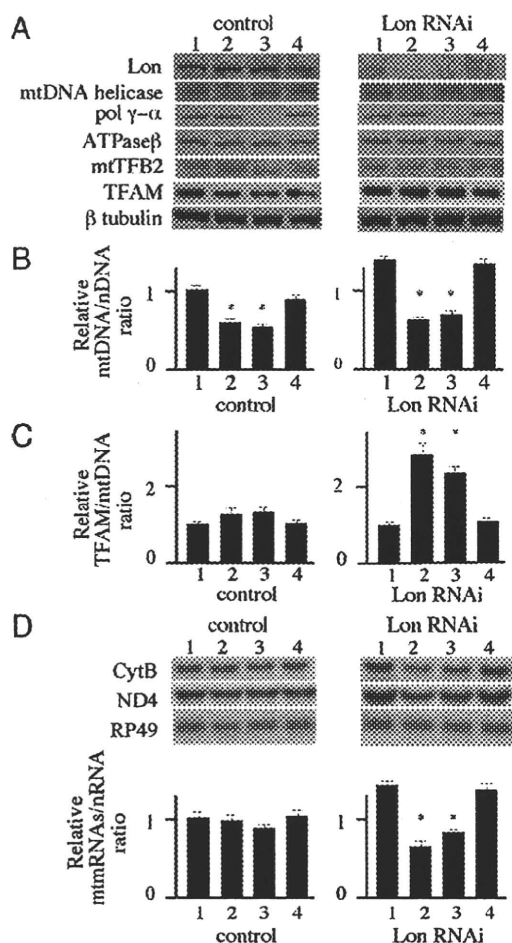 A
control
Lon RNAi
1 2 3 4
1 2 3 4
Lon
mtDNA helicase
pol γ-α
ATPaseβ
mtTFB2
TFAM
β tubulin
B
Relative
mtDNA/nDNA
ratio
1
0
* *
1 2 3 4
control
1
0
* *
1 2 3 4
Lon RNAi
C
Relative
TFAM/mtDNA
ratio
2
0
1 2 3 4
control
2
0
* *
1 2 3 4
Lon RNAi
D
control
Lon RNAi
1 2 3 4
1 2 3 4
CytB
ND4
RP49
Relative
mtmRNAs/nRNA
ratio
1
0
1 2 3 4
control
1
0
* *
1 2 3 4
Lon RNAi